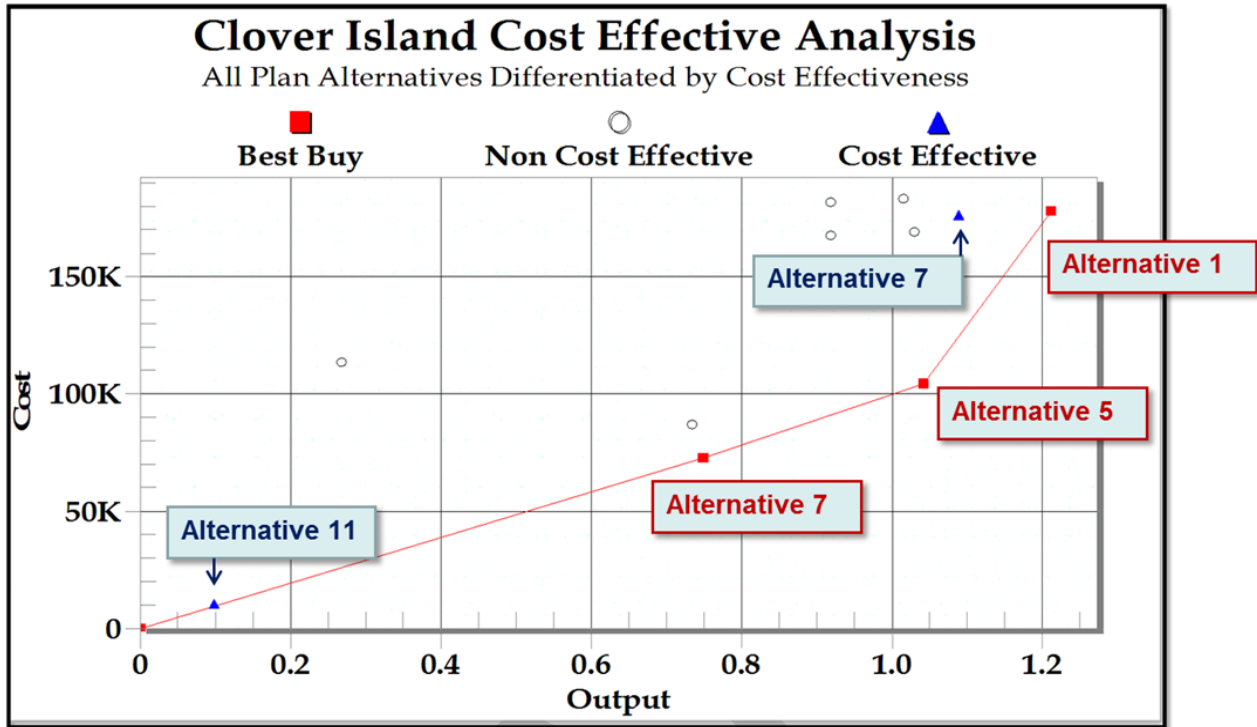 Clover Island Cost Effective Analysis
All Plan Alternatives Differentiated by Cost Effectiveness
Best Buy
Non Cost Effective
Cost Effective
Cost
150K
100K
50K
0
Alternative 7
Alternative 1
Alternative 5
Alternative 7
Alternative 11
0
0.2
0.4
0.6
0.8
1.0
1.2
Output